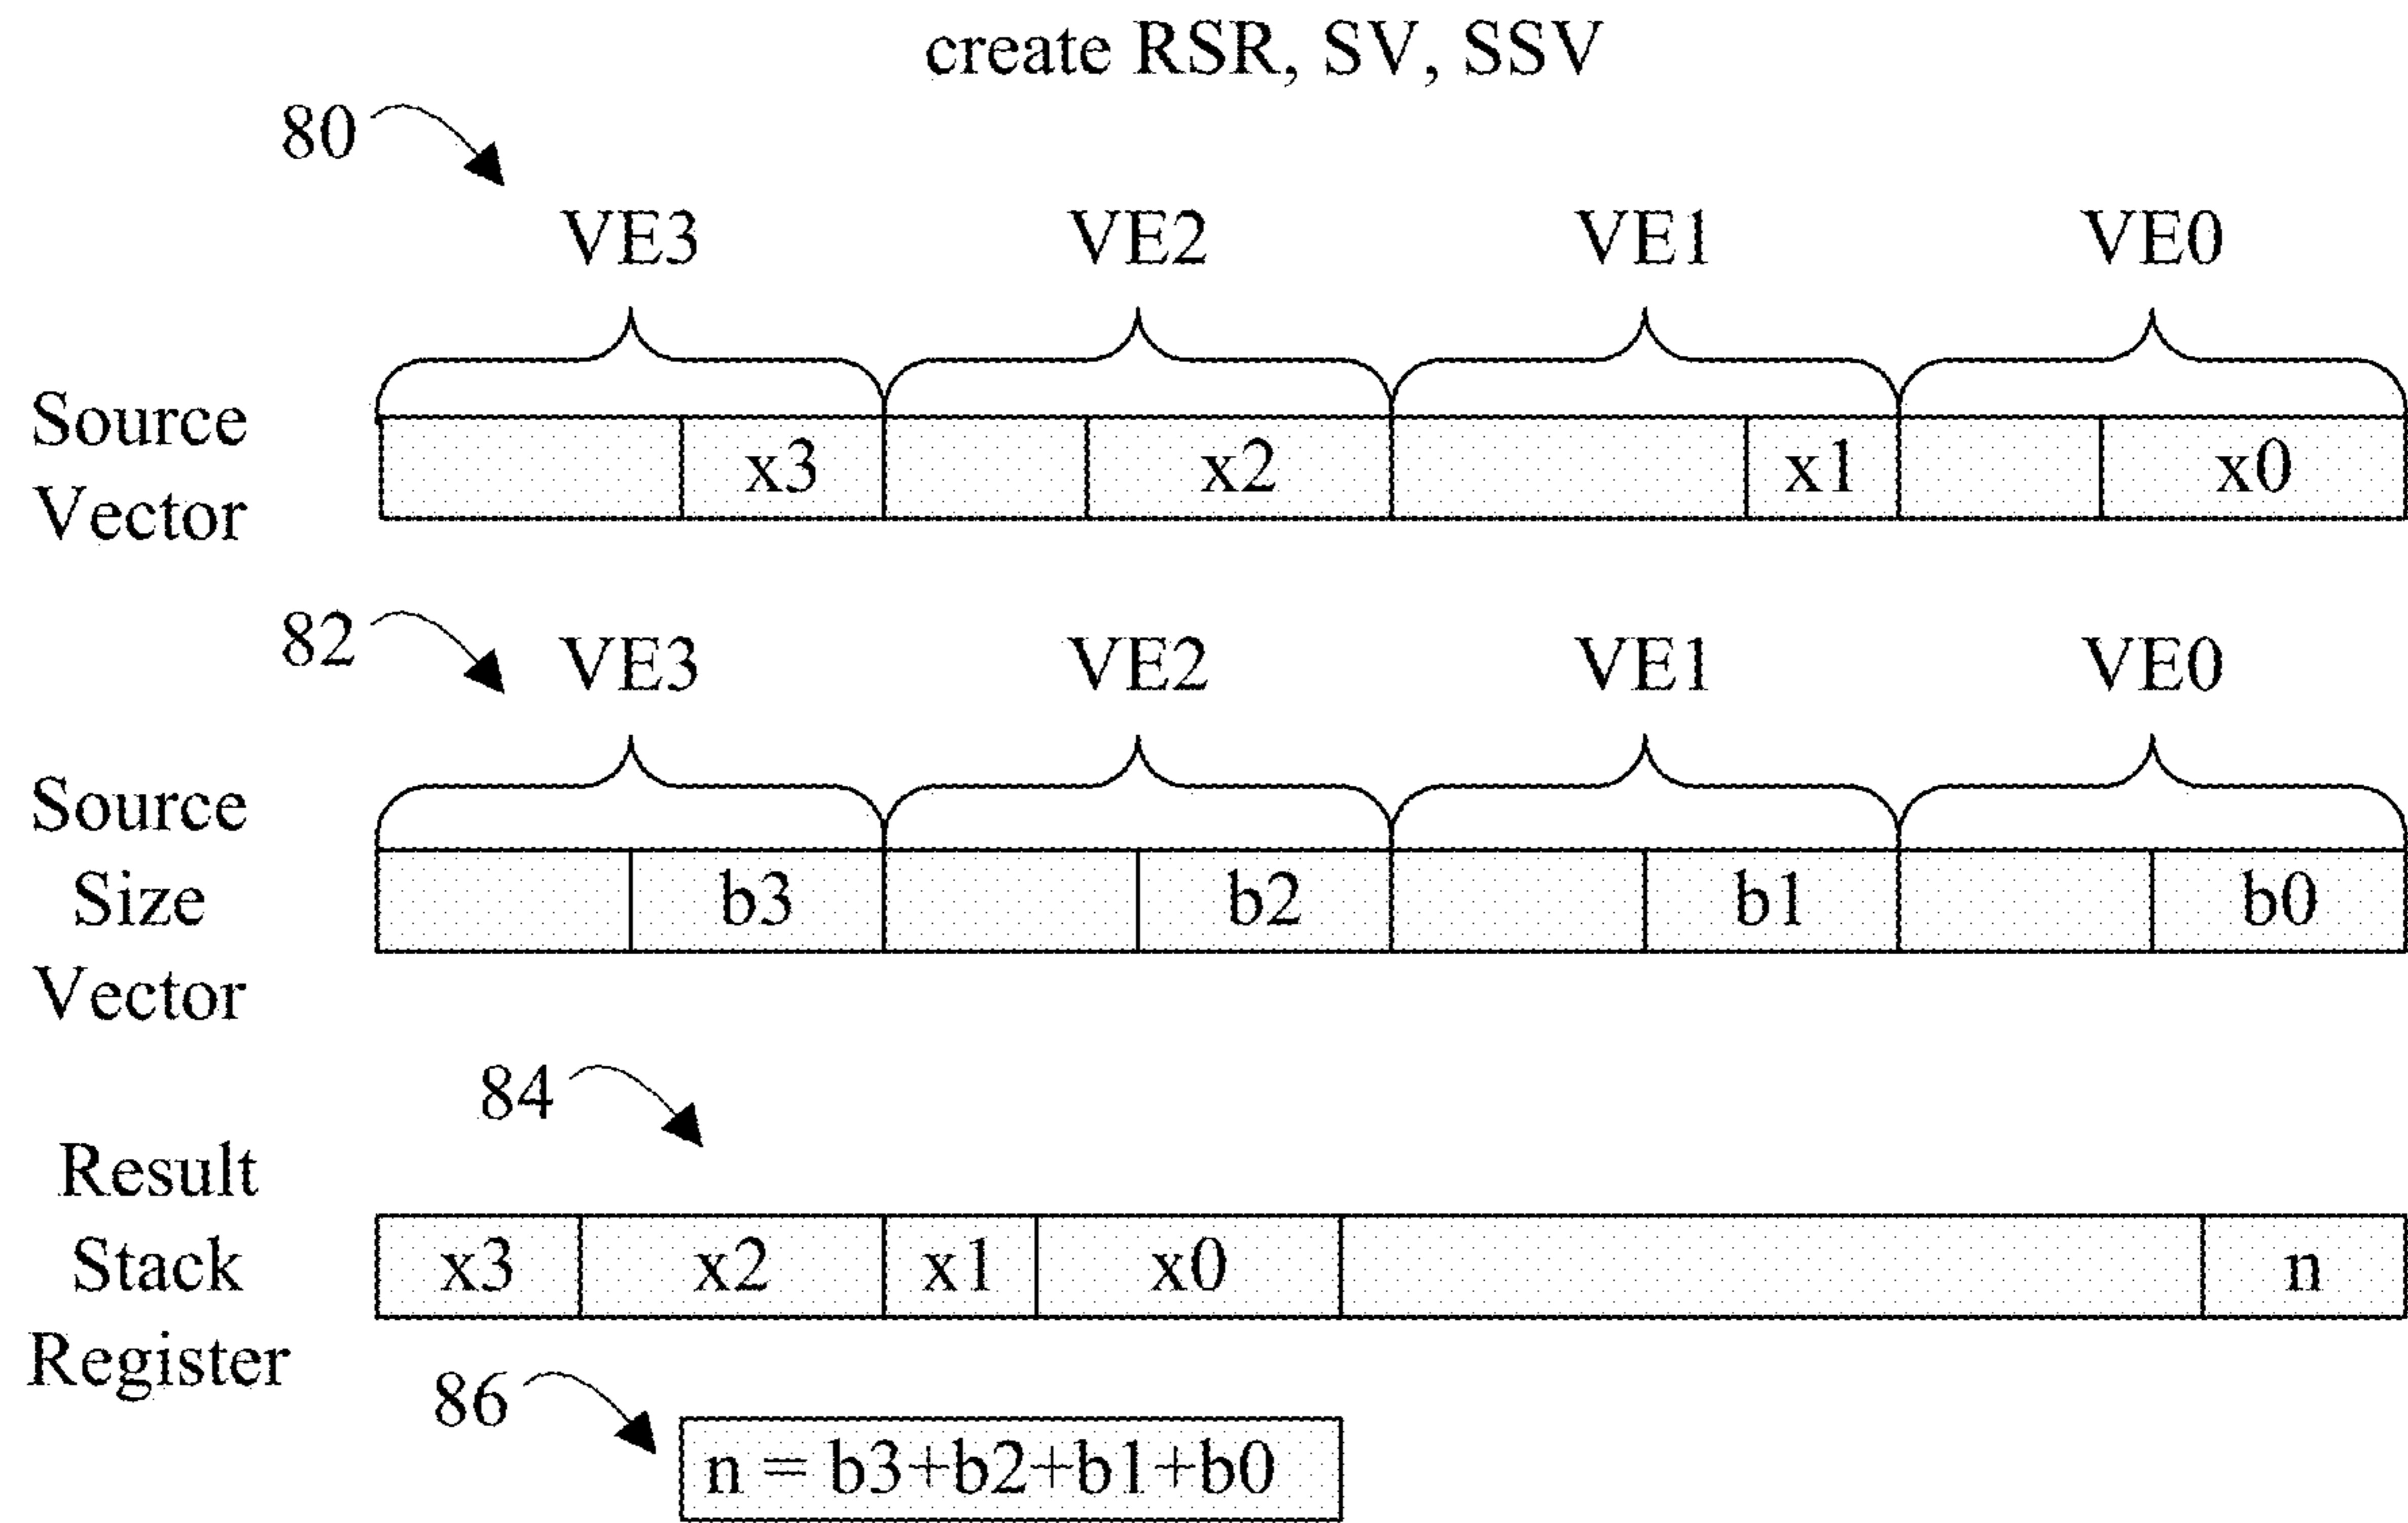 create RSR, SV, SSV
80
VE3 VE2 VE1 VE0
Source
Vector
x3 x2 x1 x0
82
VE3 VE2 VE1 VE0
Source
Size
Vector
b3 b2 b1 b0
84
Result
Stack
Register
x3 x2 x1 x0 n
86
n = b3+b2+b1+b0